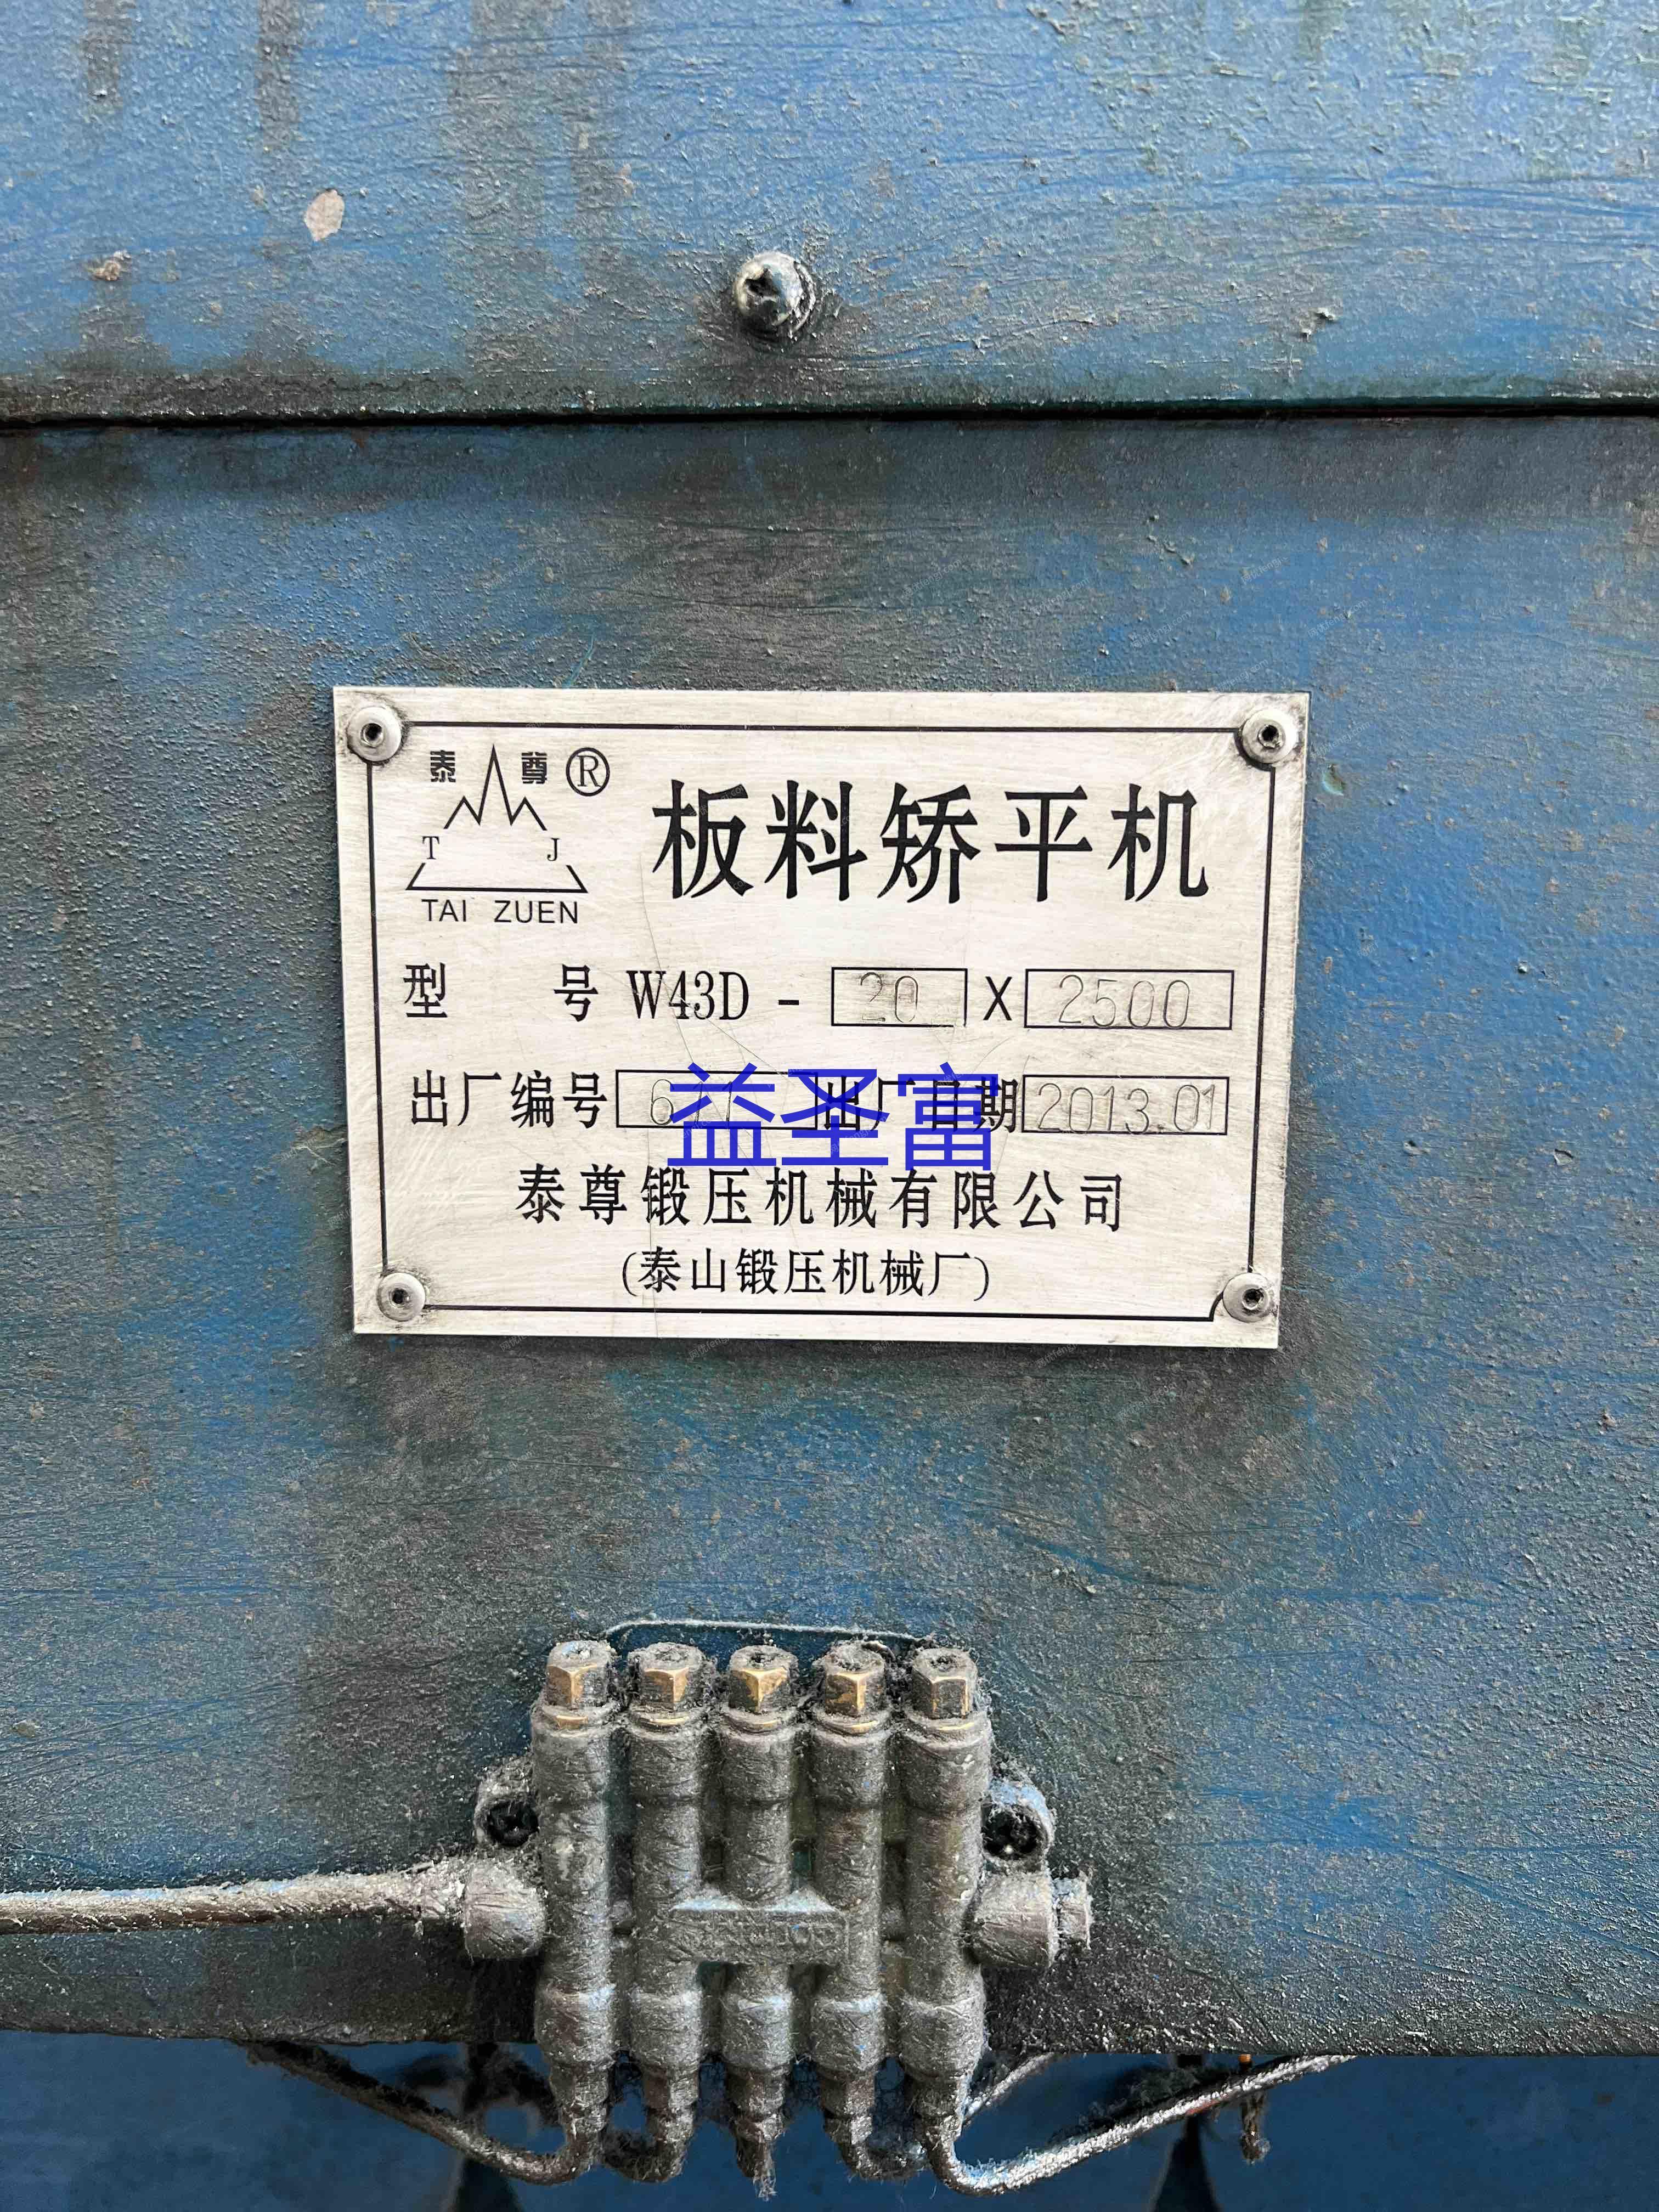 泰 尊 ®
T J
TAI ZUEN
板料矫平机
型 号 W43D - 20 X 2500
出厂编号 出厂日期 2013.01
益圣富
泰尊锻压机械有限公司
(泰山锻压机械厂)